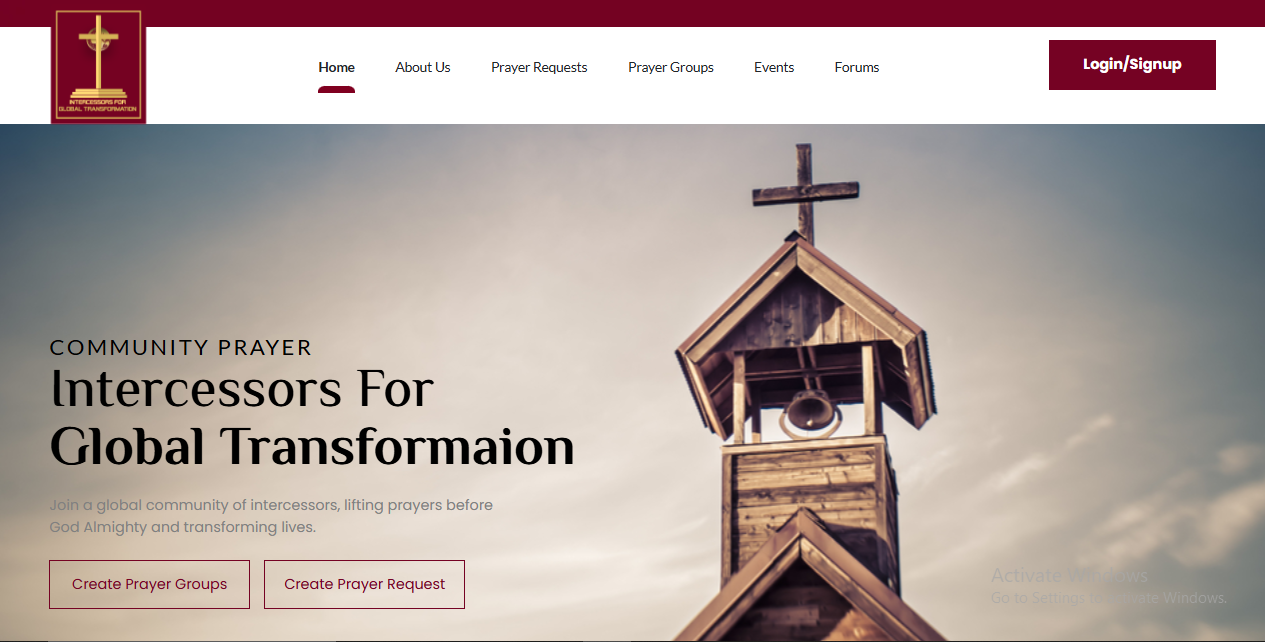 INTERCESSORS FOR
GLOBAL TRANSFORMATION
Home
About Us
Prayer Requests
Prayer Groups
Events
Forums
Login/Signup
COMMUNITY PRAYER
Intercessors For
Global Transformaion
Join a global community of intercessors, lifting prayers before
God Almighty and transforming lives.
Create Prayer Groups
Create Prayer Request
Activate Windows
Go to Settings to activate Windows.